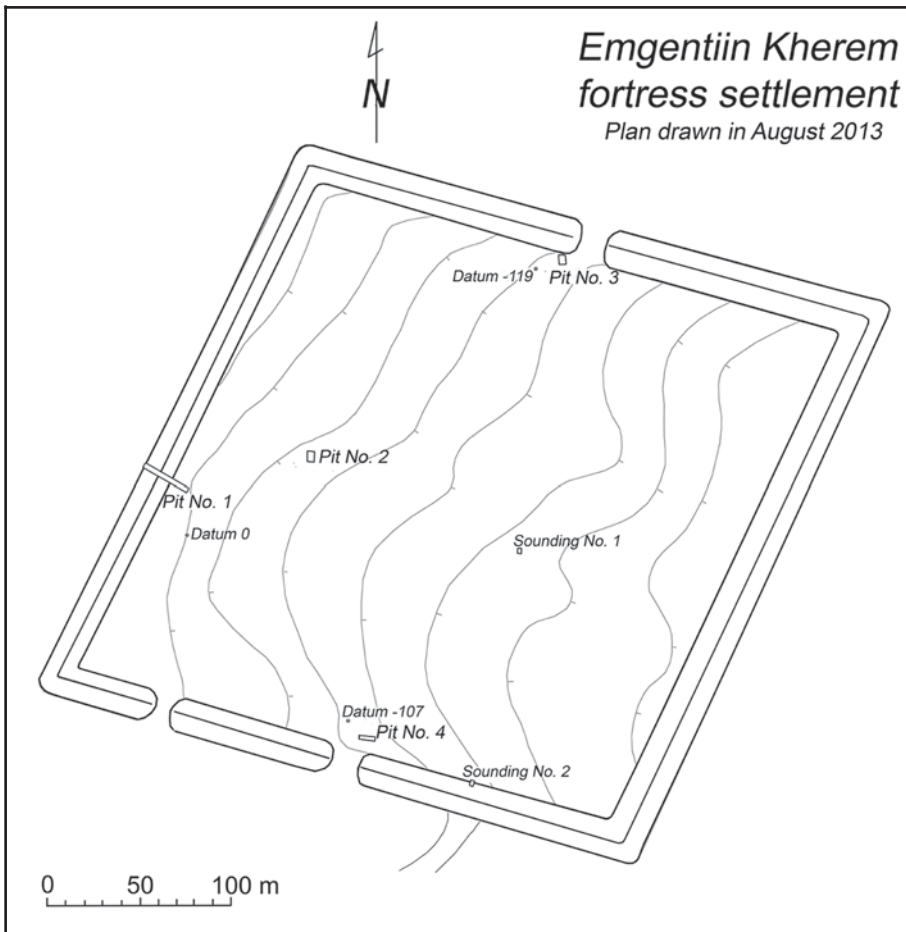 Emgentiin Kherem
fortress settlement
Plan drawn in August 2013
N
Datum -119
Pit No. 3
Pit No. 2
Pit No. 1
Datum 0
Sounding No. 1
Datum -107
Pit No. 4
Sounding No. 2
0 50 100 m